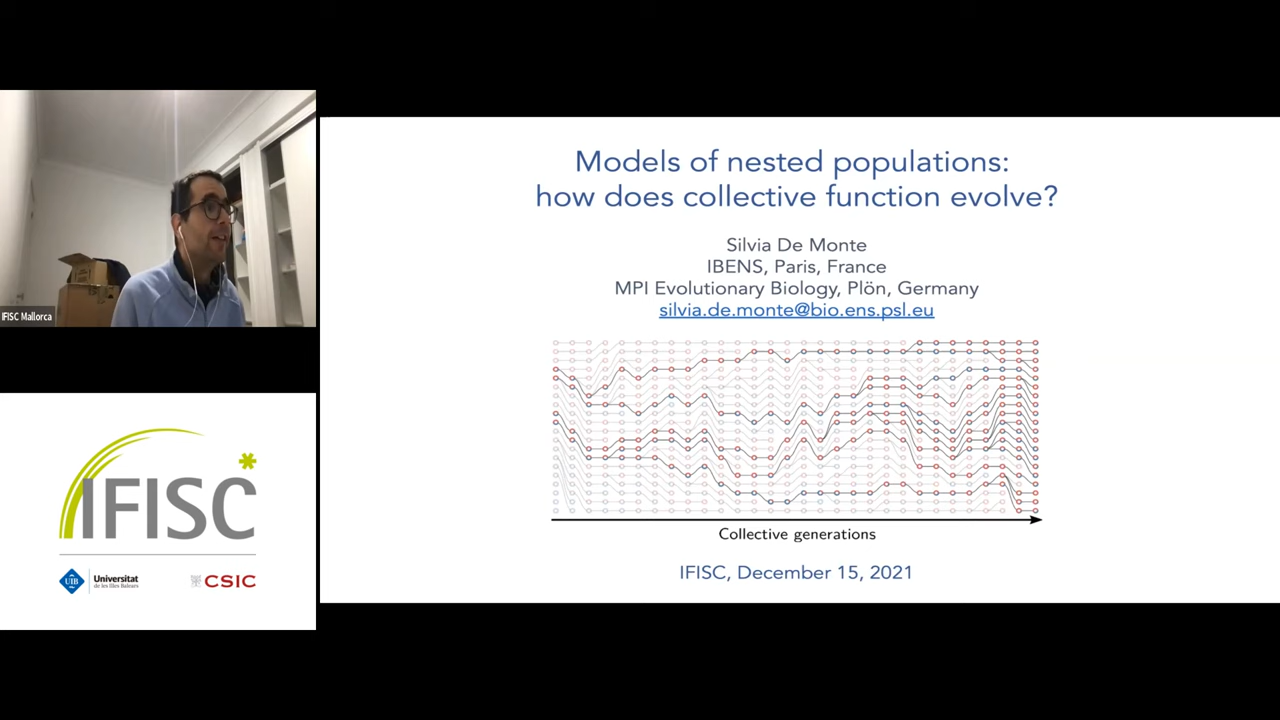 IFISC Mallorca
IFISC
UIB
Universitat
de les Illes Balears
CSIC
Models of nested populations:
how does collective function evolve?
Silvia De Monte
IBENS, Paris, France
MPI Evolutionary Biology, Plön, Germany
silvia.de.monte@bio.ens.psl.eu
Collective generations
IFISC, December 15, 2021